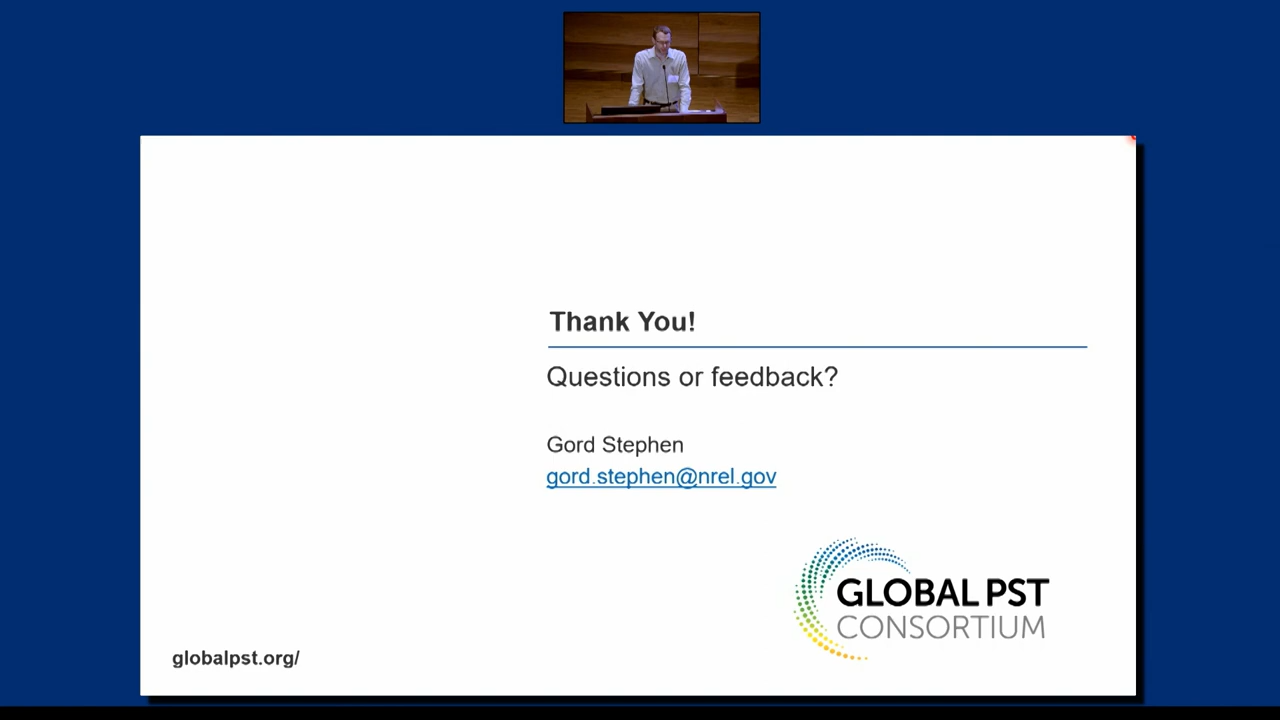 Thank You!
Questions or feedback?
Gord Stephen
gord.stephen@nrel.gov
GLOBAL PST
CONSORTIUM
globalpst.org/